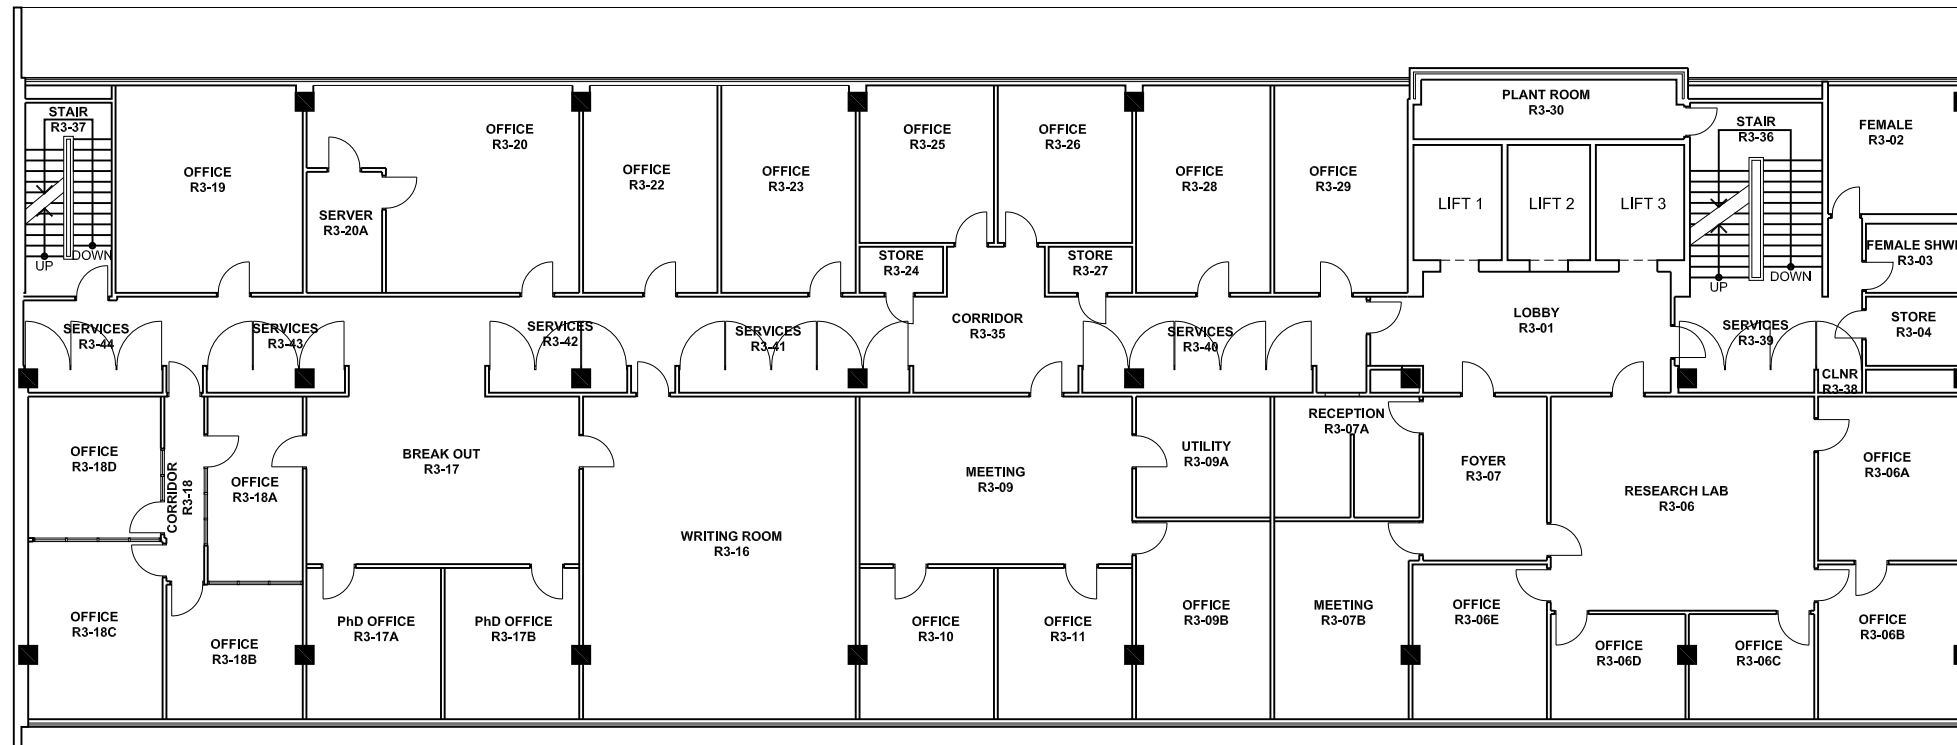 STAIR
R3-37
UP
DOWN
OFFICE
R3-19
OFFICE
R3-20
SERVER
R3-20A
OFFICE
R3-22
OFFICE
R3-23
OFFICE
R3-25
OFFICE
R3-26
STORE
R3-24
STORE
R3-27
OFFICE
R3-28
OFFICE
R3-29
PLANT ROOM
R3-30
LIFT 1
LIFT 2
LIFT 3
STAIR
R3-36
UP
DOWN
FEMALE
R3-02
FEMALE SHW
R3-03
STORE
R3-04
SERVICES
R3-44
SERVICES
R3-43
SERVICES
R3-42
SERVICES
R3-41
CORRIDOR
R3-35
SERVICES
R3-40
LOBBY
R3-01
SERVICES
R3-39
CLNR
R3-38
OFFICE
R3-18D
CORRIDOR
R3-18
OFFICE
R3-18A
BREAK OUT
R3-17
WRITING ROOM
R3-16
MEETING
R3-09
UTILITY
R3-09A
RECEPTION
R3-07A
FOYER
R3-07
RESEARCH LAB
R3-06
OFFICE
R3-06A
OFFICE
R3-18C
OFFICE
R3-18B
PhD OFFICE
R3-17A
PhD OFFICE
R3-17B
OFFICE
R3-10
OFFICE
R3-11
OFFICE
R3-09B
MEETING
R3-07B
OFFICE
R3-06E
OFFICE
R3-06D
OFFICE
R3-06C
OFFICE
R3-06B